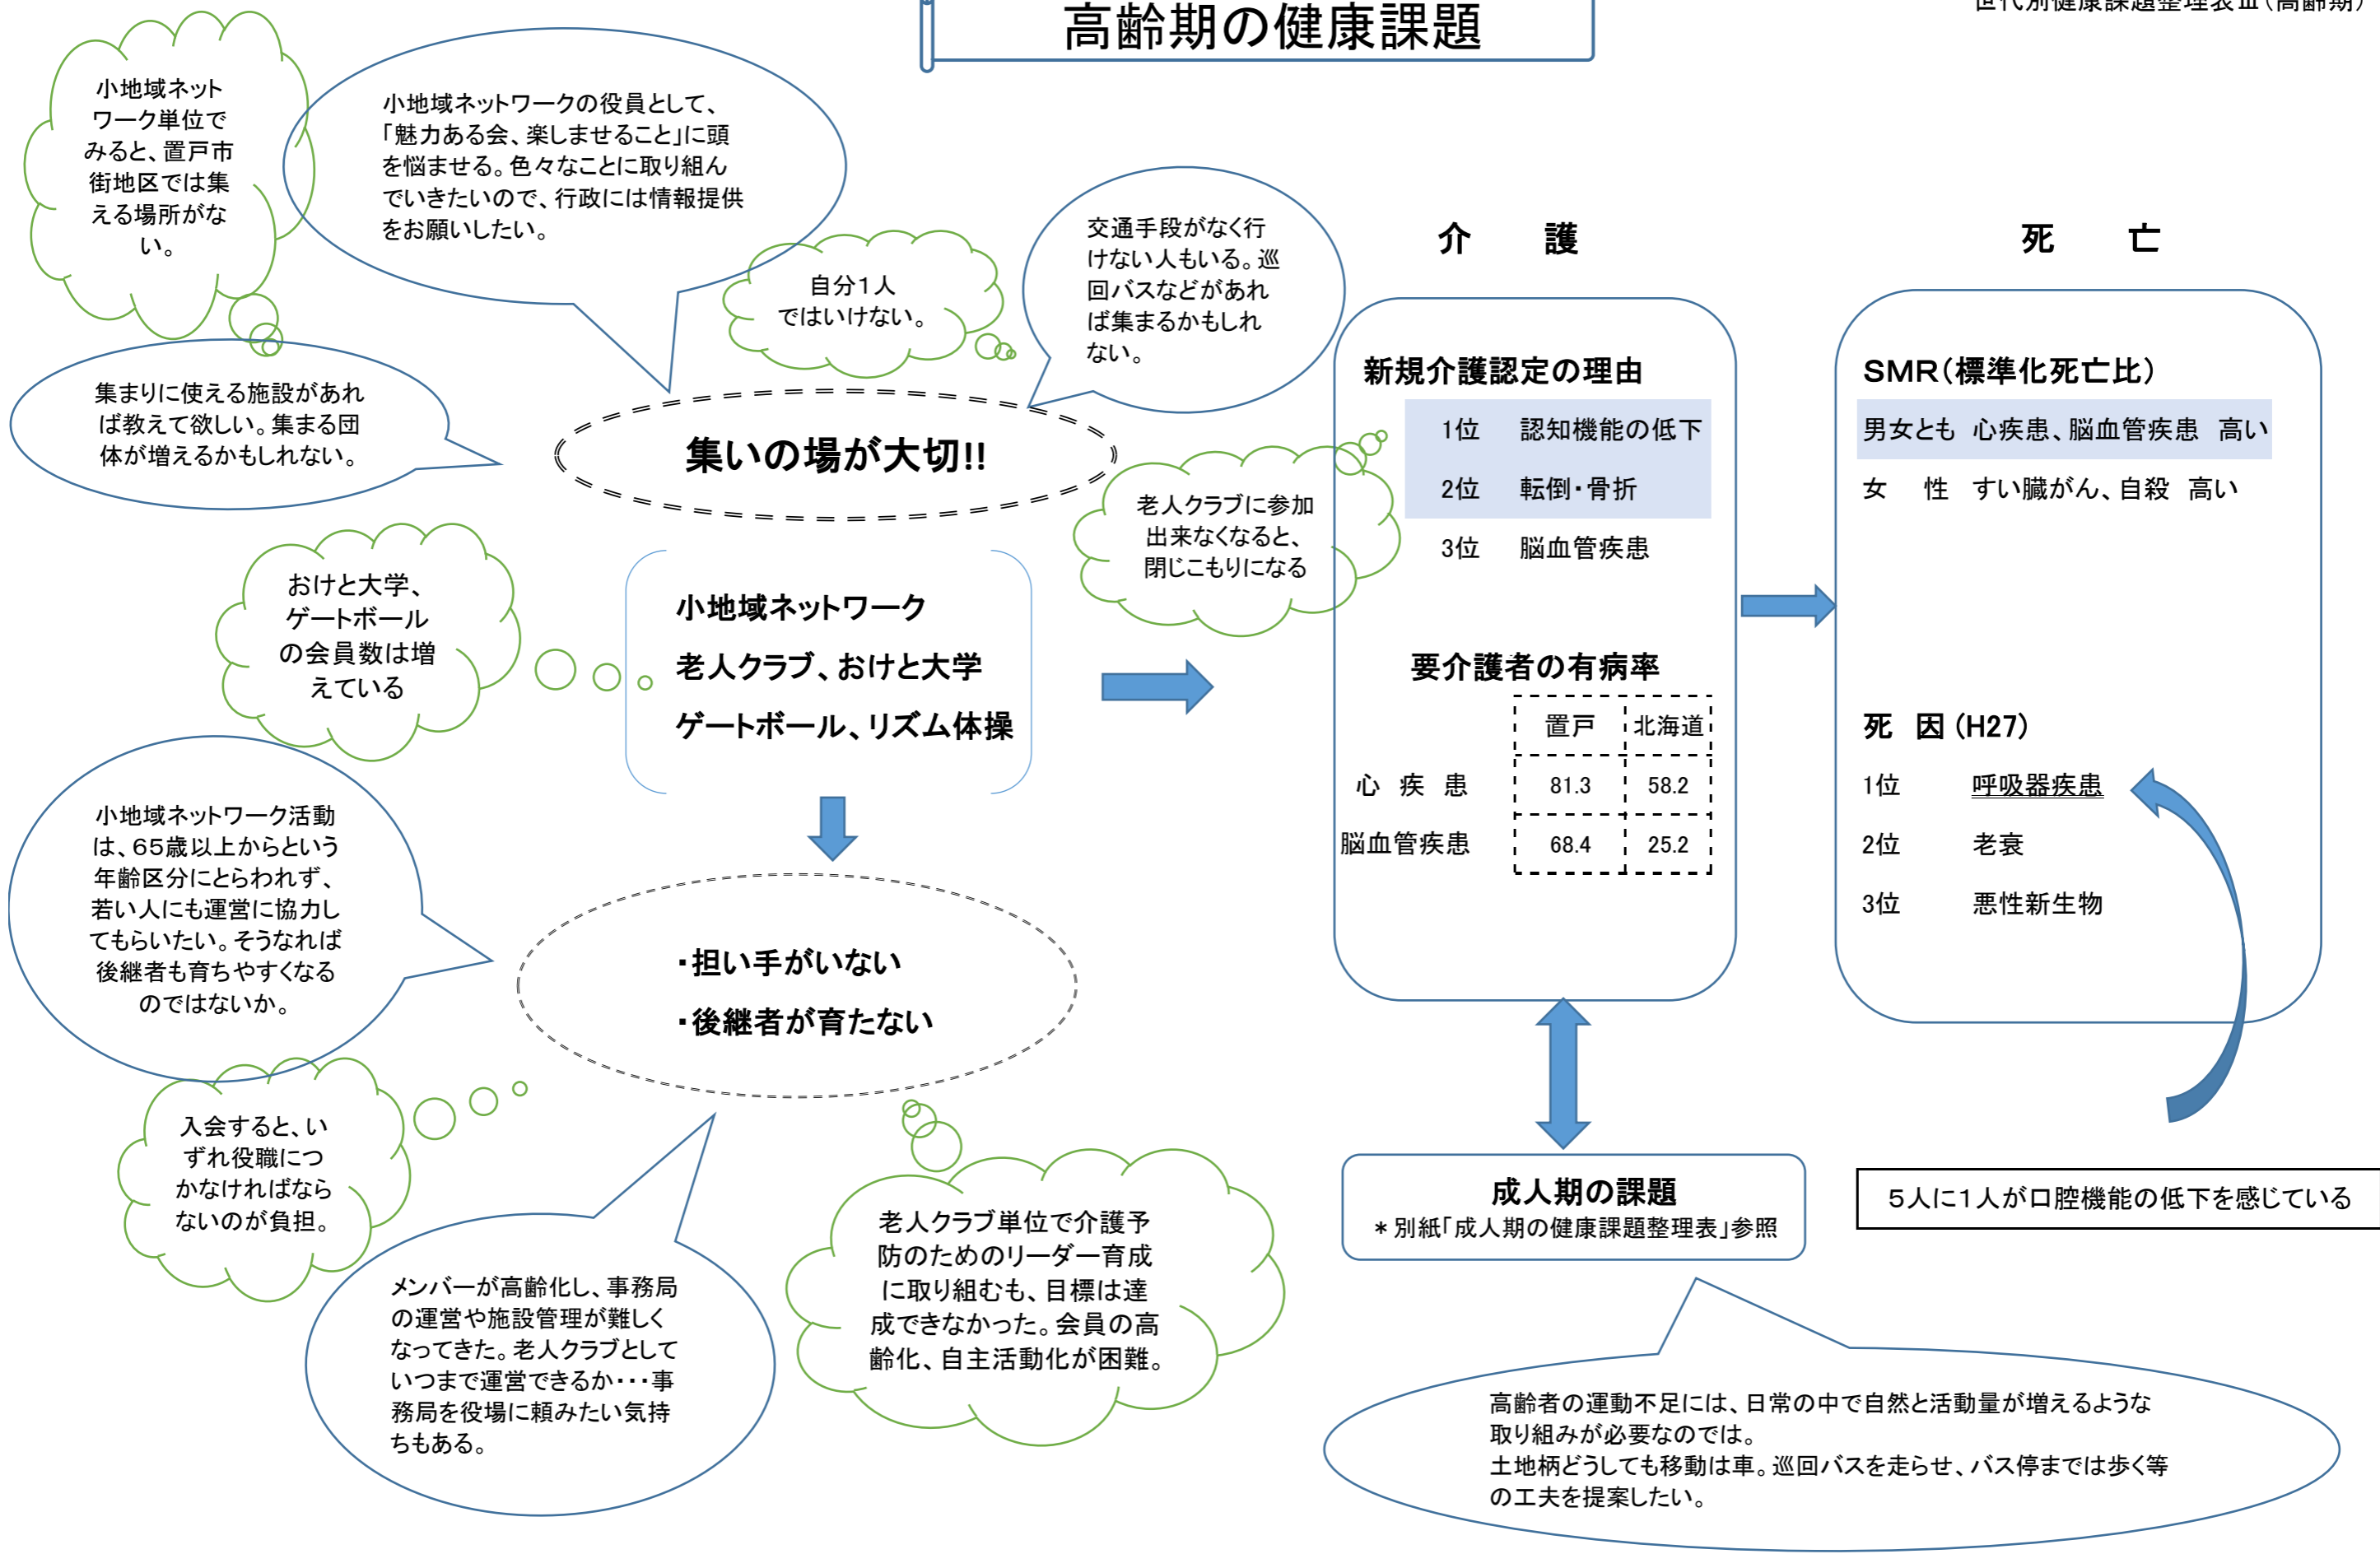 世代別健康課題整理表Ⅲ(高齢期)
高齢期の健康課題
小地域ネット
ワーク単位で
みると、置戸市
街地区では集
える場所がな
い。
小地域ネットワークの役員として、
「魅力ある会、楽しませること」に頭
を悩ませる。色々なことに取り組ん
でいきたいので、行政には情報提供
をお願いしたい。
自分1人
ではいけない。
交通手段がなく行
けない人もいる。巡
回バスなどがあれ
ば集まるかもしれ
ない。
集まりに使える施設があれ
ば教えて欲しい。集まる団
体が増えるかもしれない。
集いの場が大切!!
老人クラブに参加
出来なくなると、
閉じこもりになる
おけと大学、
ゲートボール
の会員数は増
えている
小地域ネットワーク
老人クラブ、おけと大学
ゲートボール、リズム体操
小地域ネットワーク活動
は、65歳以上からという
年齢区分にとらわれず、
若い人にも運営に協力し
てもらいたい。そうなれば
後継者も育ちやすくなる
のではないか。
・担い手がいない
・後継者が育たない
入会すると、い
ずれ役職につ
かなければなら
ないのが負担。
メンバーが高齢化し、事務局
の運営や施設管理が難しく
なってきた。老人クラブとして
いつまで運営できるか・・・事
務局を役場に頼みたい気持
ちもある。
老人クラブ単位で介護予
防のためのリーダー育成
に取り組むも、目標は達
成できなかった。会員の高
齢化、自主活動化が困難。
介 護
新規介護認定の理由
1位 認知機能の低下
2位 転倒・骨折
3位 脳血管疾患
要介護者の有病率
置戸 北海道
心 疾 患 81.3 58.2
脳血管疾患 68.4 25.2
死 亡
SMR(標準化死亡比)
男女とも 心疾患、脳血管疾患 高い
女 性 すい臓がん、自殺 高い
死 因(H27)
1位 呼吸器疾患
2位 老衰
3位 悪性新生物
成人期の課題
*別紙「成人期の健康課題整理表」参照
5人に1人が口腔機能の低下を感じている
高齢者の運動不足には、日常の中で自然と活動量が増えるような
取り組みが必要なのでは。
土地柄どうしても移動は車。巡回バスを走らせ、バス停までは歩く等
の工夫を提案したい。